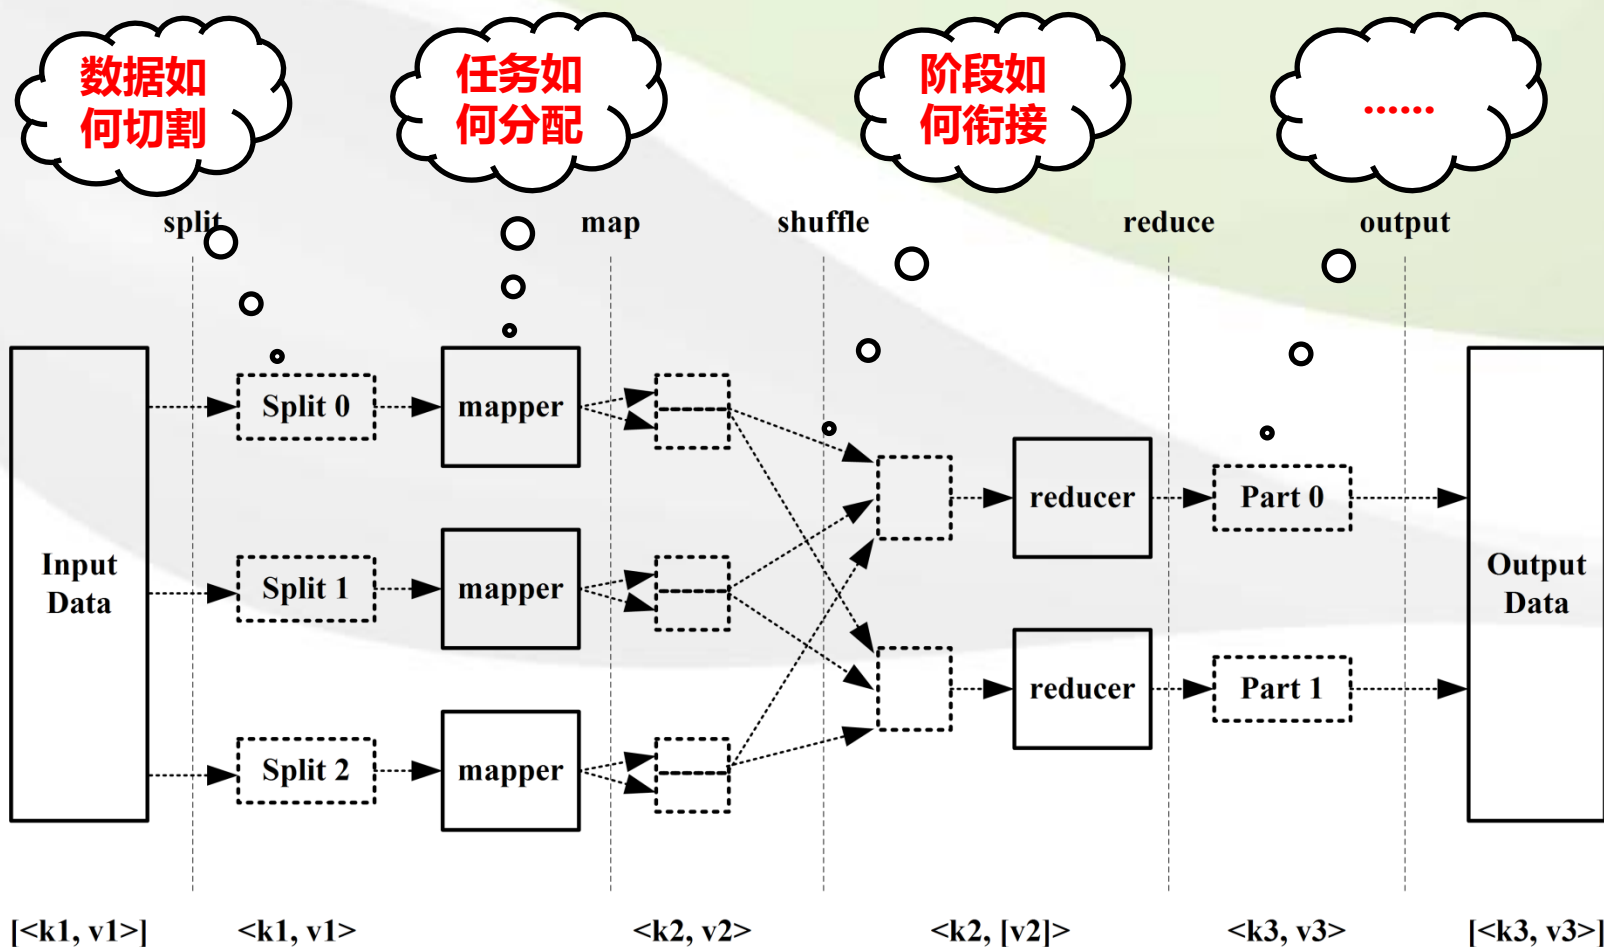 数据如
何切割
任务如
何分配
阶段如
何衔接
……
split
map
shuffle
reduce
output
Input
Data
Split 0
mapper
Split 1
mapper
Split 2
mapper
reducer
Part 0
reducer
Part 1
Output
Data
[<k1, v1>]
<k1, v1>
<k2, v2>
<k2, [v2]>
<k3, v3>
[<k3, v3>]